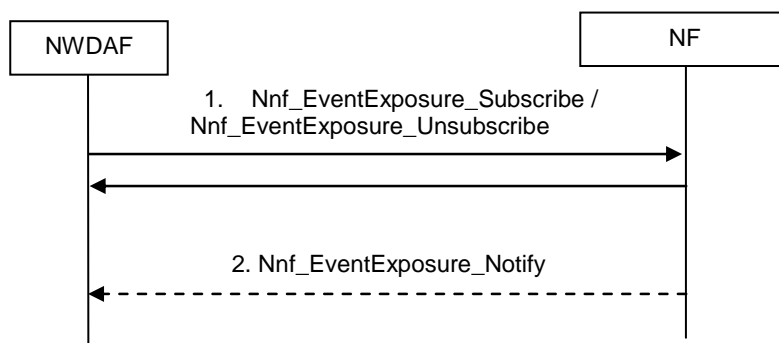 NWDAF
NF
1. Nnf_EventExposure_Subscribe /
Nnf_EventExposure_Unsubscribe
2. Nnf_EventExposure_Notify